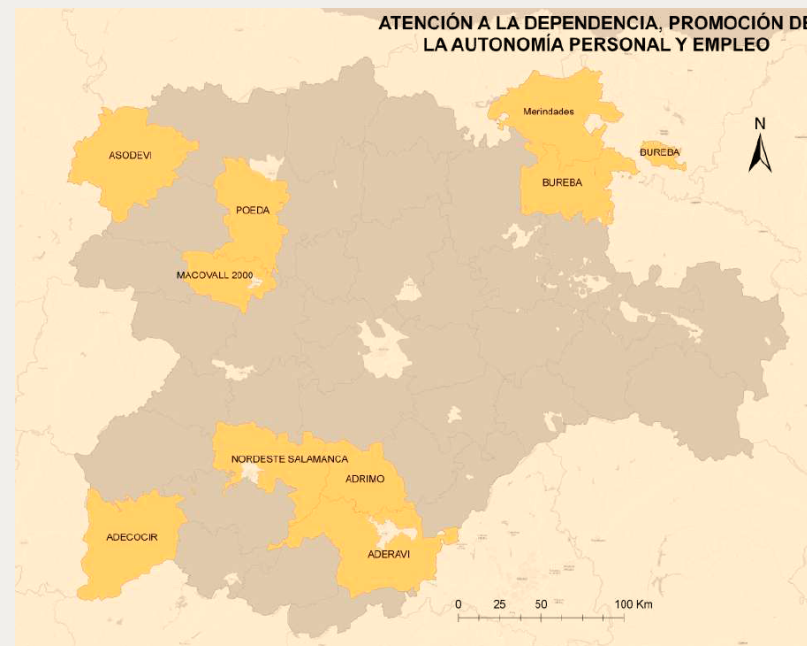 ATENCIÓN A LA DEPENDENCIA, PROMOCIÓN DE
LA AUTONOMÍA PERSONAL Y EMPLEO
Merindades
N
ASODEVI
BUREBA
BUREBA
POEDA
MACOVALL 2000
NORDESTE SALAMANCA
ADRIMO
ADECOCIR
ADERAVI
0 25 50 100 Km